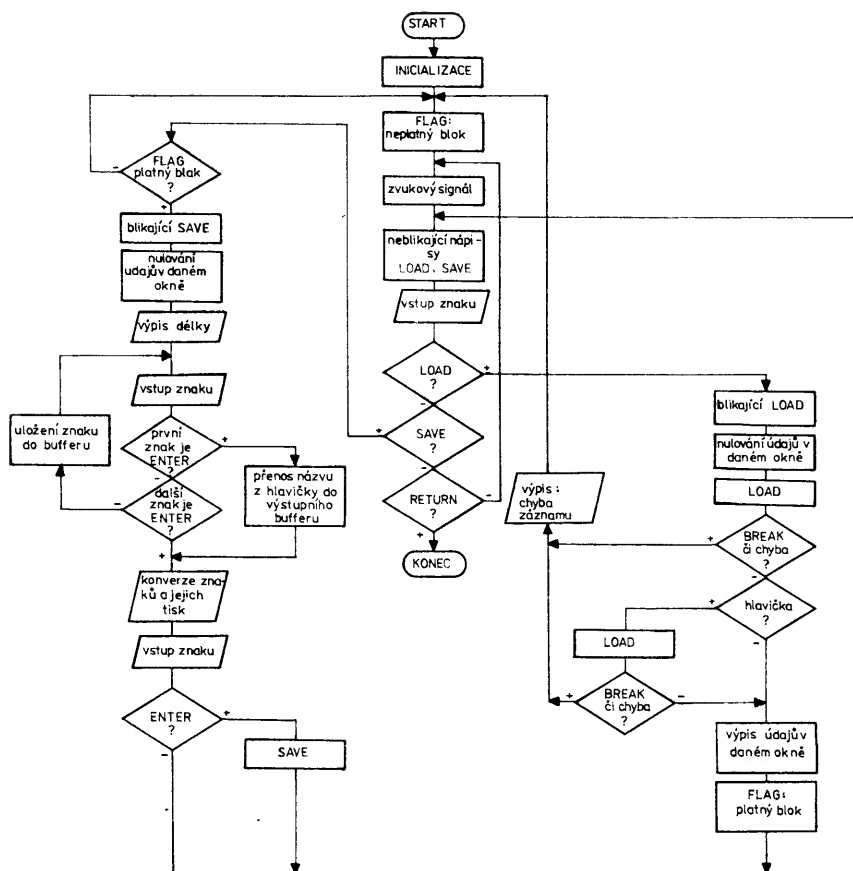 START
INICIALIZACE
FLAG:
neplatný blok
zvukový signál
neblikající nápi-
sy
LOAD, SAVE
vstup znaku
LOAD
?
+
-
SAVE
?
+
-
RETURN
?
-
+
KONEC
FLAG
platný blak
?
-
+
blikající SAVE
nulování
údajův daném
okně
výpis délky
vstup znaku
uložení znaku
do bufferu
první
znak je
ENTER
?
+
-
další
znak je
ENTER
?
-
+
přenos názvu
z hlavičky do
výstupního
bufferu
konverze zna-
ků a jejich
tisk
vstup znaku
ENTER
?
+
-
SAVE
blikající LOAD
nulování údajů v
daném okně
LOAD
BREAK
či chyba
?
+
-
výpis:
chyba
záznamu
hlavička
?
+
-
LOAD
BREAK
či chyba
?
+
-
výpis údajův
daném okně
FLAG:
platný blok